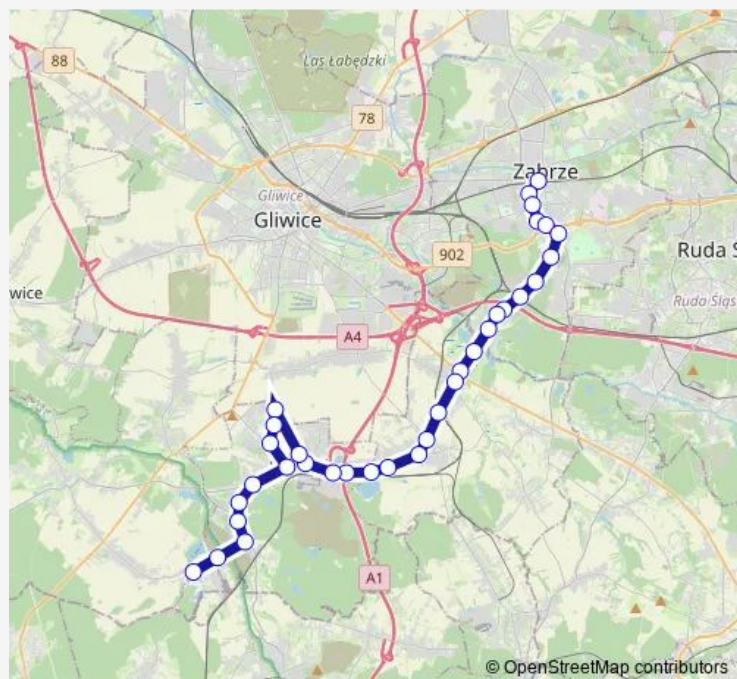 88
Las Łabędzki
78
Zabrze
Gliwice
Gliwice
902
Ruda Ś
wice
Ruda Śląs
A4
A1
© OpenStreetMap contributors